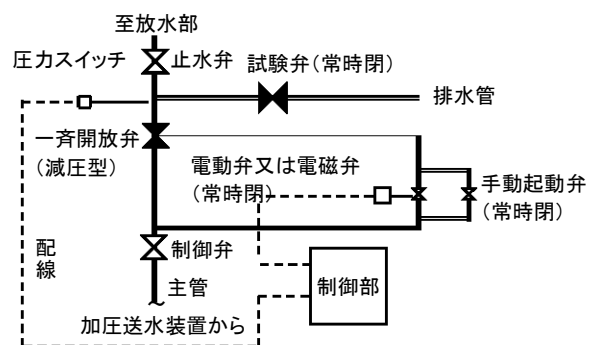 至放水部
圧力スイッチ
止水弁
試験弁(常時閉)
排水管
一斉開放弁
(減圧型)
電動弁又は電磁弁
(常時閉)
手動起動弁
(常時閉)
配線
制御弁
制御部
主管
加圧送水装置から